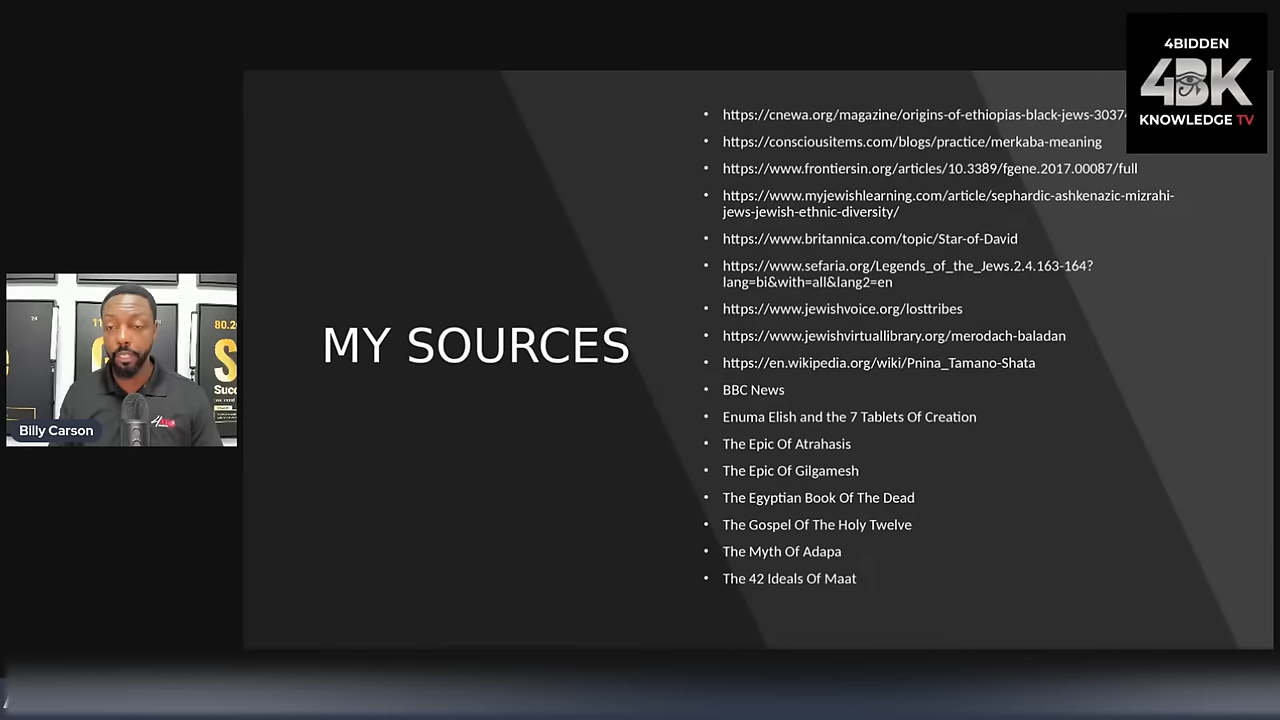 4BIDDEN
4BK
KNOWLEDGE TV
https://cnewa.org/magazine/origins-of-ethiopias-black-jews-3037
• https://consciousitems.com/blogs/practice/merkaba-meaning
• https://www.frontiersin.org/articles/10.3389/fgene.2017.00087/full
• https://www.myjewishlearning.com/article/sephardic-ashkenazic-mizrahi-
jews-jewish-ethnic-diversity/
• https://www.britannica.com/topic/Star-of-David
• https://www.sefaria.org/Legends_of_the_Jews.2.4.163-164?
lang=bi&with=all&lang2=en
• https://www.jewishvoice.org/losttribes
• https://www.jewishvirtuallibrary.org/merodach-baladan
MY SOURCES
• https://en.wikipedia.org/wiki/Pnina_Tamano-Shata
• BBC News
• Enuma Elish and the 7 Tablets Of Creation
• The Epic Of Atrahasis
• The Epic Of Gilgamesh
• The Egyptian Book Of The Dead
• The Gospel Of The Holy Twelve
• The Myth Of Adapa
• The 42 Ideals Of Maat
80.2
Succ
Billy Carson